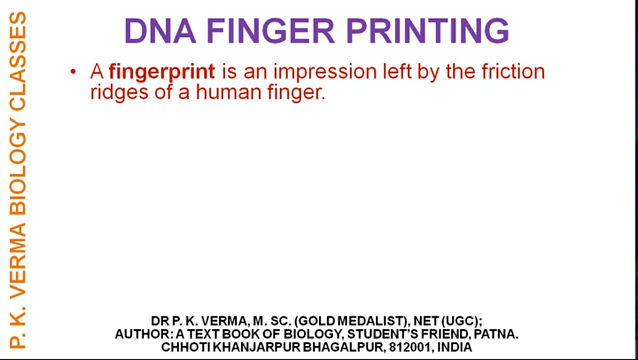 DNA FINGER PRINTING
• A fingerprint is an impression left by the friction
ridges of a human finger.
P. K. VERMA BIOLOGY CLASSES
DR P. K. VERMA, M. SC. (GOLD MEDALIST), NET (UGC);
AUTHOR: A TEXT BOOK OF BIOLOGY, STUDENT'S FRIEND, PATNA.
CHHOTI KHANJARPUR BHAGALPUR, 812001, INDIA